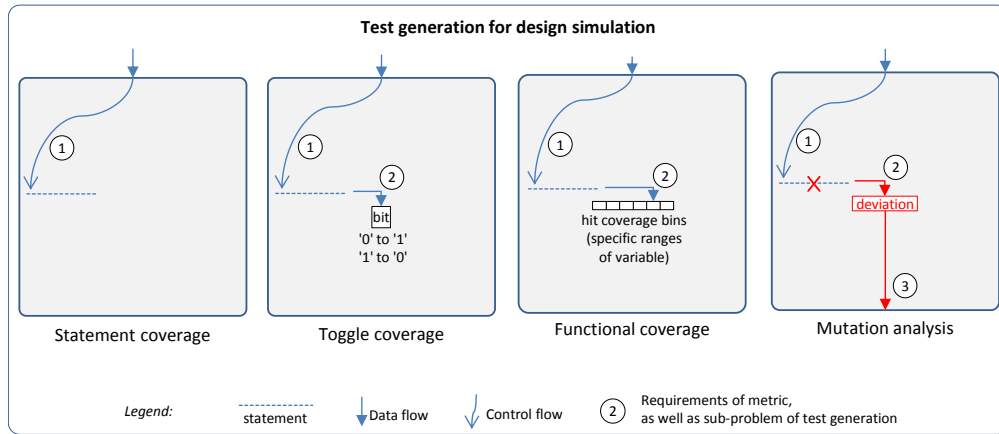 Test generation for design simulation
1
Statement coverage
1
2
bit
'0' to '1'
'1' to '0'
Toggle coverage
1
2
hit coverage bins
(specific ranges
of variable)
Functional coverage
1
2
deviation
3
Mutation analysis
Legend:
statement
Data flow
Control flow
2
Requirements of metric,
as well as sub-problem of test generation